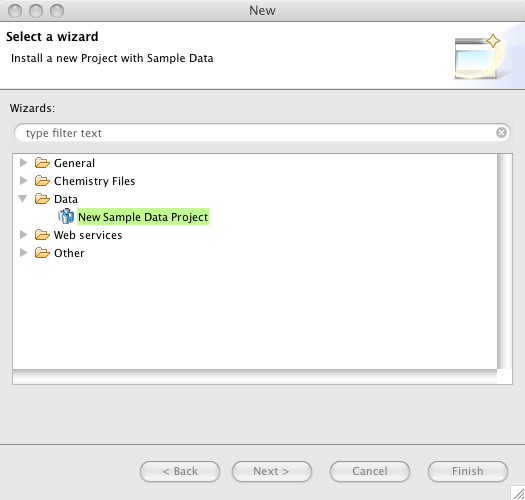 New
Select a wizard
Install a new Project with Sample Data
Wizards:
type filter text
General
Chemistry Files
Data
New Sample Data Project
Web services
Other
< Back Next > Cancel Finish